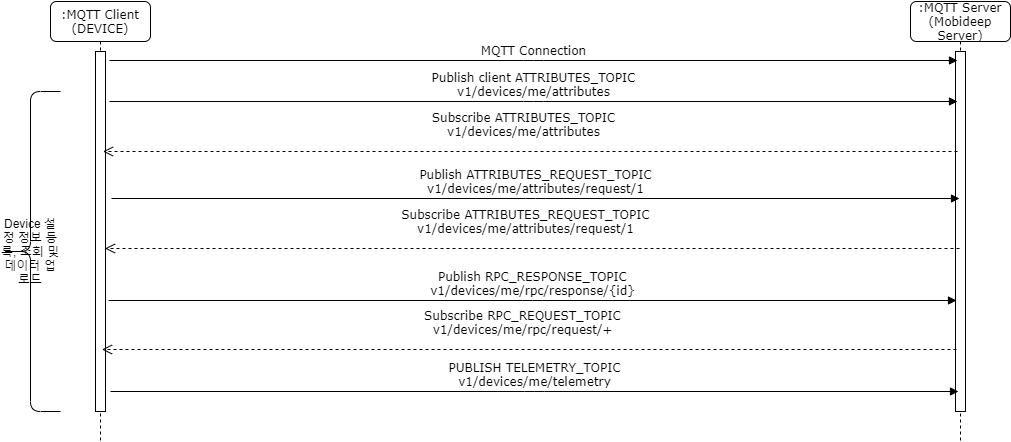 :MQTT Client
(DEVICE)
:MQTT Server
(Mobideep
Server)
MQTT Connection
Publish client ATTRIBUTES_TOPIC
v1/devices/me/attributes
Subscribe ATTRIBUTES_TOPIC
v1/devices/me/attributes
Publish ATTRIBUTES_REQUEST_TOPIC
v1/devices/me/attributes/request/1
Subscribe ATTRIBUTES_REQUEST_TOPIC
v1/devices/me/attributes/request/1
Device 설
정 정보 등
록, 조회 및
데이터 업
로드
Publish RPC_RESPONSE_TOPIC
v1/devices/me/rpc/response/{id}
Subscribe RPC_REQUEST_TOPIC
v1/devices/me/rpc/request/+
PUBLISH TELEMETRY_TOPIC
v1/devices/me/telemetry